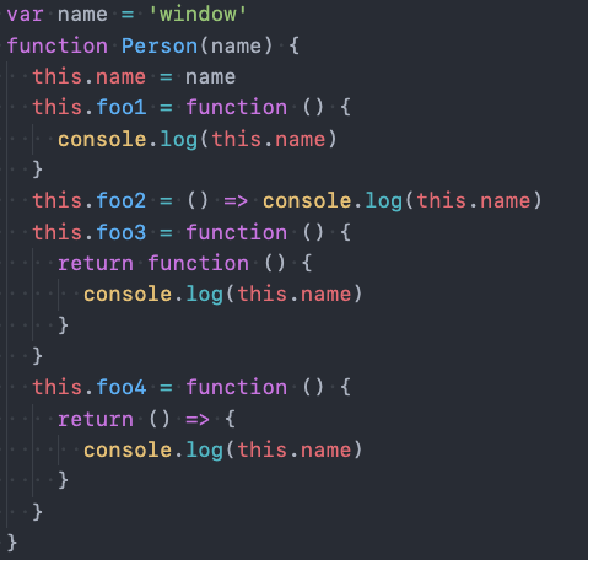 var name = 'window'
function Person(name) {
  this.name = name
  this.foo1 = function () {
    console.log(this.name)
  }
  this.foo2 = () => console.log(this.name)
  this.foo3 = function () {
    return function () {
      console.log(this.name)
    }
  }
  this.foo4 = function () {
    return () => {
      console.log(this.name)
    }
  }
}